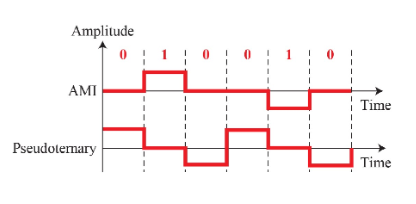 Amplitude
0 1 0 0 1 0
AMI
Time
Pseudoternary
Time